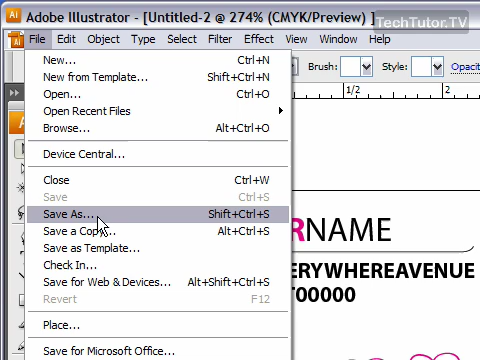 Adobe Illustrator - [Untitled-2 @ 274% (CMYK/Preview) ]
TechTutor.TV
File Edit Object Type Select Filter Effect View Window
New... Ctrl+N
New from Template... Shift+Ctrl+N
Open... Ctrl+O
Open Recent Files
Browse... Alt+Ctrl+O
Device Central...
Close Ctrl+W
Save Ctrl+S
Save As... Shift+Ctrl+S
Save a Copy... Alt+Ctrl+S
Save as Template...
Check In...
Save for Web & Devices... Alt+Shift+Ctrl+S
Revert F12
Place...
Save for Microsoft Office...
Brush: Style: Opacit
1/2 1
RNAME
ERYWHEREAVENUE
T00000